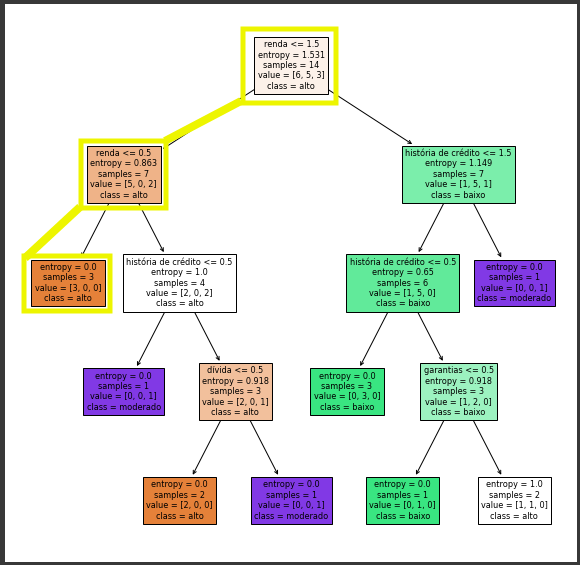 renda <= 1.5
entropy = 1.531
samples = 14
value = [6, 5, 3]
class = alto
renda <= 0.5
entropy = 0.863
samples = 7
value = [5, 0, 2]
class = alto
história de crédito <= 1.5
entropy = 1.149
samples = 7
value = [1, 5, 1]
class = baixo
entropy = 0.0
samples = 3
value = [3, 0, 0]
class = alto
história de crédito <= 0.5
entropy = 1.0
samples = 4
value = [2, 0, 2]
class = alto
história de crédito <= 0.5
entropy = 0.65
samples = 6
value = [1, 5, 0]
class = baixo
entropy = 0.0
samples = 1
value = [0, 0, 1]
class = moderado
entropy = 0.0
samples = 1
value = [0, 0, 1]
class = moderado
dívida <= 0.5
entropy = 0.918
samples = 3
value = [2, 0, 1]
class = alto
entropy = 0.0
samples = 3
value = [0, 3, 0]
class = baixo
garantias <= 0.5
entropy = 0.918
samples = 3
value = [1, 2, 0]
class = baixo
entropy = 0.0
samples = 2
value = [2, 0, 0]
class = alto
entropy = 0.0
samples = 1
value = [0, 0, 1]
class = moderado
entropy = 0.0
samples = 1
value = [0, 1, 0]
class = baixo
entropy = 1.0
samples = 2
value = [1, 1, 0]
class = alto